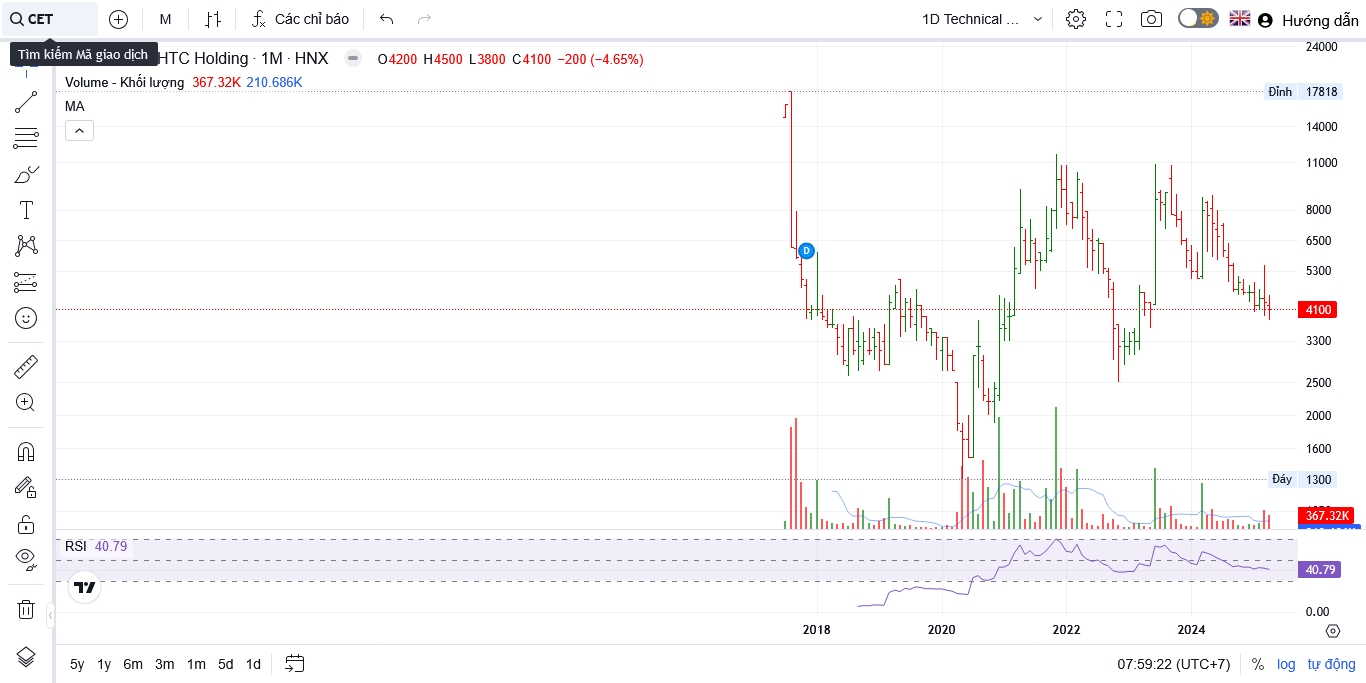 CET
M
Các chỉ báo
1D Technical ...
Hướng dẫn
Tìm kiếm Mã giao dịch
HTC Holding · 1M · HNX
O4200 H4500 L3800 C4100 −200 (−4.65%)
Volume - Khối lượng 367.32K 210.686K
MA
24000
Đỉnh 17818
14000
11000
8000
D
6500
5300
4100
3300
2500
2000
1600
Đáy 1300
367.32K
RSI 40.79
40.79
0.00
2018
2020
2022
2024
5y 1y 6m 3m 1m 5d 1d
07:59:22 (UTC+7)
%
log
tự động